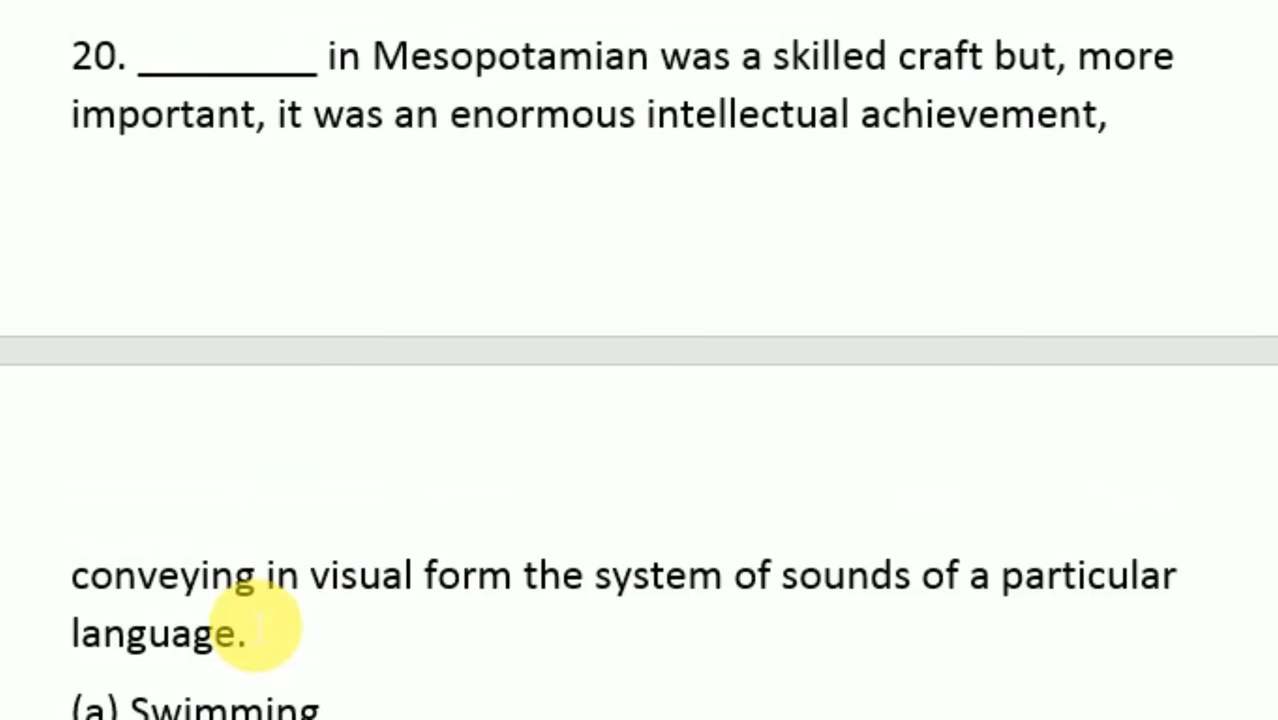 20. ________ in Mesopotamian was a skilled craft but, more
important, it was an enormous intellectual achievement,
conveying in visual form the system of sounds of a particular
language.
(a) Swimming